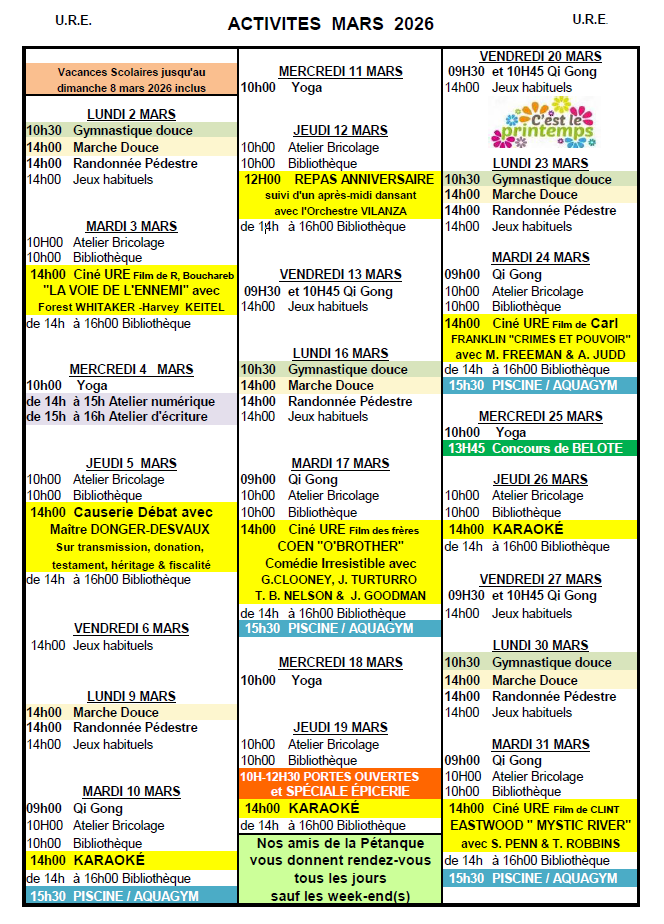 U.R.E.
ACTIVITES MARS 2026
U.R.E.
Vacances Scolaires jusqu'au
dimanche 8 mars 2026 inclus
LUNDI 2 MARS
10h30 Gymnastique douce
14h00 Marche Douce
14h00 Randonnée Pédestre
14h00 Jeux habituels
MARDI 3 MARS
10H00 Atelier Bricolage
10h00 Bibliothèque
14h00 Ciné URE Film de R, Bouchareb
"LA VOIE DE L'ENNEMI" avec
Forest WHITAKER -Harvey KEITEL
de 14h à 16h00 Bibliothèque
MERCREDI 4 MARS
10h00 Yoga
de 14h à 15h Atelier numérique
de 15h à 16h Atelier d'écriture
JEUDI 5 MARS
10h00 Atelier Bricolage
10h00 Bibliothèque
14h00 Causerie Débat avec
Maître DONGER-DESVAUX
Sur transmission, donation,
testament, héritage & fiscalité
de 14h à 16h00 Bibliothèque
VENDREDI 6 MARS
14h00 Jeux habituels
LUNDI 9 MARS
14h00 Marche Douce
14h00 Randonnée Pédestre
14h00 Jeux habituels
MARDI 10 MARS
09h00 Qi Gong
10H00 Atelier Bricolage
10h00 Bibliothèque
14h00 KARAOKÉ
de 14h à 16h00 Bibliothèque
15h30 PISCINE / AQUAGYM
MERCREDI 11 MARS
10h00 Yoga
JEUDI 12 MARS
10h00 Atelier Bricolage
10h00 Bibliothèque
12H00 REPAS ANNIVERSAIRE
suivi d'un après-midi dansant
avec l'Orchestre VILANZA
de 14h à 16h00 Bibliothèque
VENDREDI 13 MARS
09H30 et 10H45 Qi Gong
14h00 Jeux habituels
LUNDI 16 MARS
10h30 Gymnastique douce
14h00 Marche Douce
14h00 Randonnée Pédestre
14h00 Jeux habituels
MARDI 17 MARS
09h00 Qi Gong
10h00 Atelier Bricolage
10h00 Bibliothèque
14h00 Ciné URE Film des frères
COEN "O'BROTHER"
Comédie Irresistible avec
G.CLOONEY, J. TURTURRO
T. B. NELSON & J. GOODMAN
de 14h à 16h00 Bibliothèque
15h30 PISCINE / AQUAGYM
MERCREDI 18 MARS
10h00 Yoga
JEUDI 19 MARS
10h00 Atelier Bricolage
10h00 Bibliothèque
10H-12H30 PORTES OUVERTES
et SPÉCIALE ÉPICERIE
14h00 KARAOKÉ
de 14h à 16h00 Bibliothèque
Nos amis de la Pétanque
vous donnent rendez-vous
tous les jours
sauf les week-end(s)
VENDREDI 20 MARS
09H30 et 10H45 Qi Gong
14h00 Jeux habituels
C'est le
printemps
LUNDI 23 MARS
10h30 Gymnastique douce
14h00 Marche Douce
14h00 Randonnée Pédestre
14h00 Jeux habituels
MARDI 24 MARS
09h00 Qi Gong
10h00 Atelier Bricolage
10h00 Bibliothèque
14h00 Ciné URE Film de Carl
FRANKLIN "CRIMES ET POUVOIR"
avec M. FREEMAN & A. JUDD
de 14h à 16h00 Bibliothèque
15h30 PISCINE / AQUAGYM
MERCREDI 25 MARS
10h00 Yoga
13H45 Concours de BELOTE
JEUDI 26 MARS
10h00 Atelier Bricolage
10h00 Bibliothèque
14h00 KARAOKÉ
de 14h à 16h00 Bibliothèque
VENDREDI 27 MARS
09H30 et 10H45 Qi Gong
14h00 Jeux habituels
LUNDI 30 MARS
10h30 Gymnastique douce
14h00 Marche Douce
14h00 Randonnée Pédestre
14h00 Jeux habituels
MARDI 31 MARS
09h00 Qi Gong
10H00 Atelier Bricolage
10h00 Bibliothèque
14h00 Ciné URE Film de CLINT
EASTWOOD " MYSTIC RIVER"
avec S. PENN & T. ROBBINS
de 14h à 16h00 Bibliothèque
15h30 PISCINE / AQUAGYM